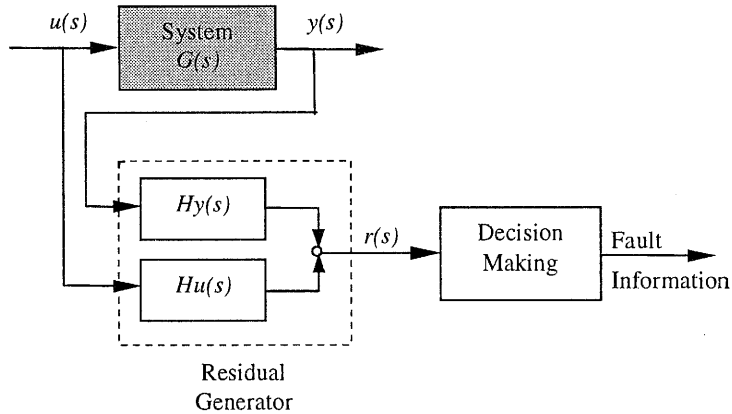 u(s)
System
G(s)
y(s)
Hy(s)
Hu(s)
r(s)
Decision
Making
Fault
Information
Residual
Generator